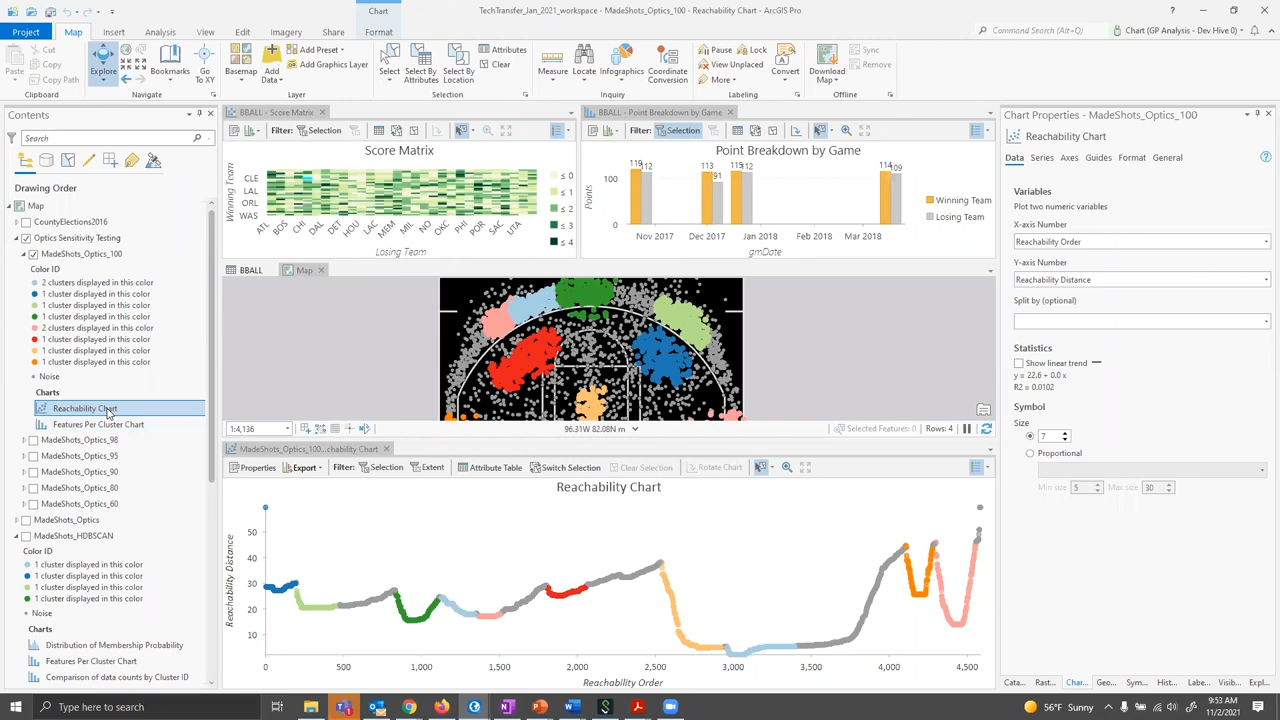 Chart
TechTransfer_Jan_2021_workspace - MadeShots_Optics_100 - Reachability Chart - ArcGIS Pro
?
Project Map Insert Analysis View Edit Imagery Share Format
Command Search (Alt+Q)
Chart (GP Analysis - Dev Hive 0)
Paste
Cut
Copy
Copy Path
Clipboard
Explore
Bookmarks
Go To XY
Navigate
Basemap
Add Data
Add Preset
Add Graphics Layer
Layer
Select
Select By Attributes
Select By Location
Attributes
Clear
Selection
Measure
Locate
Infographics
Coordinate Conversion
Inquiry
Pause
Lock
View Unplaced
More
Convert
Labeling
Download Map
Sync
Remove
Offline
Contents
Search
Drawing Order
Map
CountyElections2016
Optics Sensitivity Testing
MadeShots_Optics_100
Color ID
2 clusters displayed in this color
1 cluster displayed in this color
1 cluster displayed in this color
1 cluster displayed in this color
2 clusters displayed in this color
1 cluster displayed in this color
1 cluster displayed in this color
1 cluster displayed in this color
Noise
Charts
Reachability Chart
Features Per Cluster Chart
MadeShots_Optics_98
MadeShots_Optics_95
MadeShots_Optics_90
MadeShots_Optics_80
MadeShots_Optics_60
MadeShots_Optics
MadeShots_HDBSCAN
Color ID
1 cluster displayed in this color
1 cluster displayed in this color
1 cluster displayed in this color
1 cluster displayed in this color
Noise
Charts
Distribution of Membership Probability
Features Per Cluster Chart
Comparison of data counts by Cluster ID
BBALL - Score Matrix
Filter: Selection
Score Matrix
Winning Team
CLE
LAL
ORL
WAS
ATL BOS CHI DAL DET HOU LAC MEM MIL NO OKC PHI POR SAC UTA
Losing Team
≤ 0
≤ 1
≤ 2
≤ 3
≤ 4
BBALL - Point Breakdown by Game
Filter: Selection
Point Breakdown by Game
Points
100
0
119 112 113 91 115 112 114 109
Nov 2017 Dec 2017 Jan 2018 Feb 2018 Mar 2018
gmDate
Winning Team
Losing Team
BBALL
Map
1:4,136
96.31W 82.08N m
Selected Features: 0
Rows: 4
MadeShots_Optics_100...chability Chart
Properties Export Filter: Selection Extent Attribute Table Switch Selection Clear Selection Rotate Chart
Reachability Chart
Reachability Distance
50
40
30
20
10
0 500 1,000 1,500 2,000 2,500 3,000 3,500 4,000 4,500
Reachability Order
Chart Properties - MadeShots_Optics_100
Reachability Chart
Data Series Axes Guides Format General
Variables
Plot two numeric variables
X-axis Number
Reachability Order
Y-axis Number
Reachability Distance
Split by (optional)
Statistics
Show linear trend
y = 22.6 + 0.0 x
R2 = 0.0102
Symbol
Size
7
Proportional
Min size 5 Max size 30
Cata... Rast... Char... Geo... Sym... Hist... Labe... Visib... Expl...
Type here to search
56°F Sunny
9:53 AM
11/2/2021